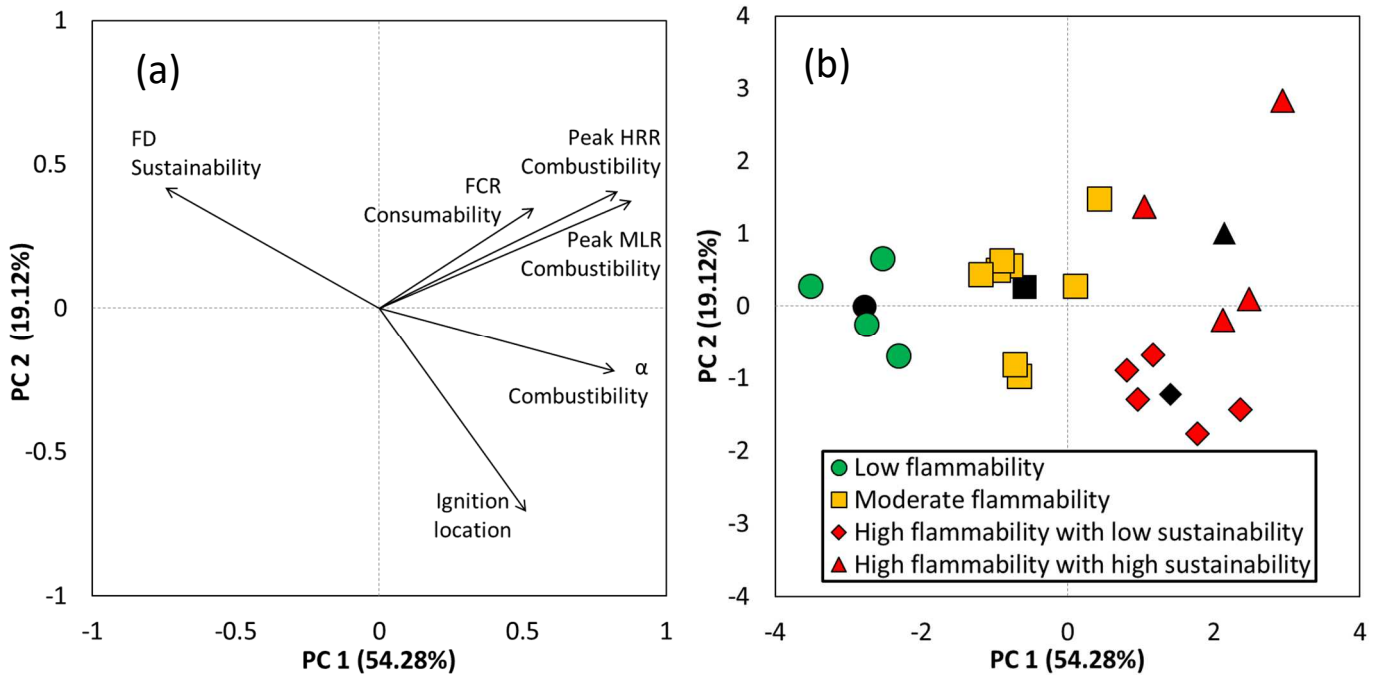 (a)
1
0.5
0
-0.5
-1
-1
-0.5
0
0.5
1
PC 2 (19.12%)
PC 1 (54.28%)
FD
Sustainability
FCR
Consumability
Peak HRR
Combustibility
Peak MLR
Combustibility
α
Combustibility
Ignition
location
(b)
4
3
2
1
0
-1
-2
-3
-4
-4
-2
0
2
4
PC 2 (19.12%)
PC 1 (54.28%)
Low flammability
Moderate flammability
High flammability with low sustainability
High flammability with high sustainability